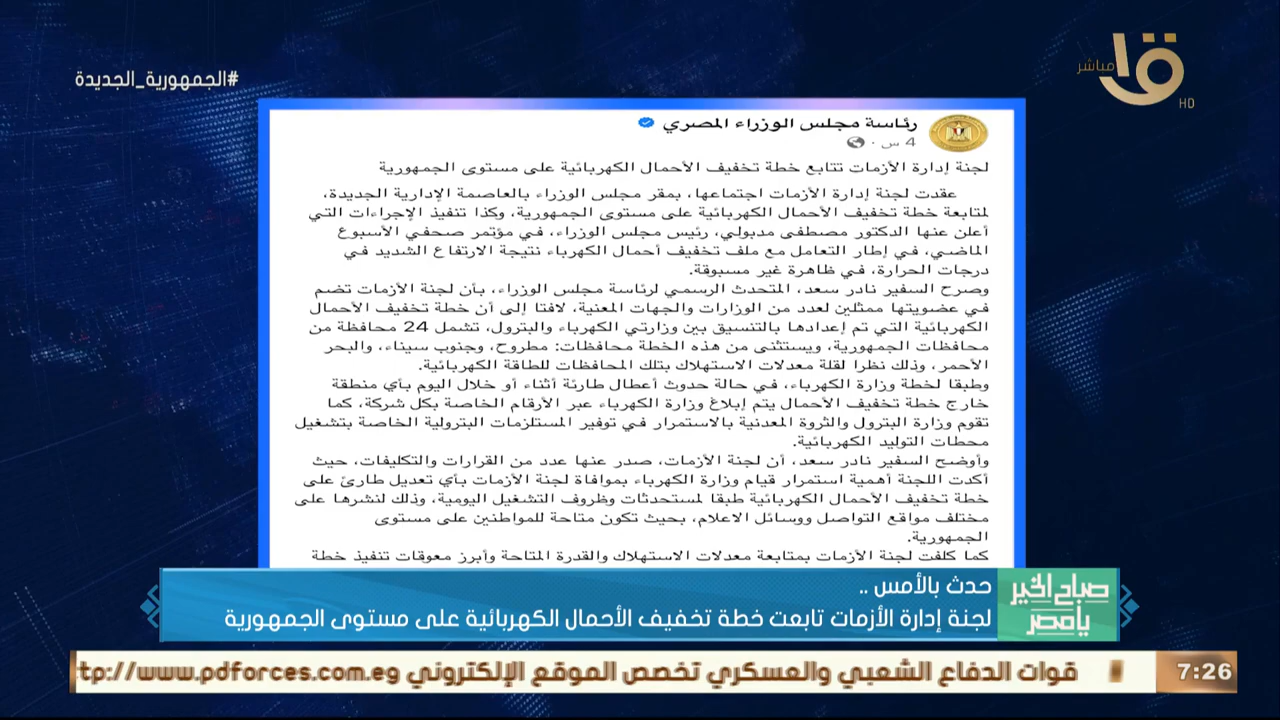 #الجمهورية_الجديدة
مباشر
HD
رئاسة مجلس الوزراء المصري
4 س ·
لجنة إدارة الأزمات تتابع خطة تخفيف الأحمال الكهربائية على مستوى الجمهورية
عقدت لجنة إدارة الأزمات اجتماعها، بمقر مجلس الوزراء بالعاصمة الإدارية الجديدة،
لمتابعة خطة تخفيف الأحمال الكهربائية على مستوى الجمهورية، وكذا تنفيذ الإجراءات التي
أعلن عنها الدكتور مصطفى مدبولي، رئيس مجلس الوزراء، في مؤتمر صحفي الأسبوع
الماضي، في إطار التعامل مع ملف تخفيف أحمال الكهرباء نتيجة الارتفاع الشديد في
درجات الحرارة، في ظاهرة غير مسبوقة.
وصرح السفير نادر سعد، المتحدث الرسمي لرئاسة مجلس الوزراء، بأن لجنة الأزمات تضم
في عضويتها ممثلين لعدد من الوزارات والجهات المعنية، لافتا إلى أن خطة تخفيف الأحمال
الكهربائية التي تم إعدادها بالتنسيق بين وزارتي الكهرباء والبترول، تشمل 24 محافظة من
محافظات الجمهورية، ويستثنى من هذه الخطة محافظات: مطروح، وجنوب سيناء، والبحر
الأحمر، وذلك نظرا لقلة معدلات الاستهلاك بتلك المحافظات للطاقة الكهربائية.
وطبقا لخطة وزارة الكهرباء، في حالة حدوث أعطال طارئة أثناء أو خلال اليوم بأي منطقة
خارج خطة تخفيف الأحمال يتم إبلاغ وزارة الكهرباء عبر الأرقام الخاصة بكل شركة، كما
تقوم وزارة البترول والثروة المعدنية بالاستمرار في توفير المستلزمات البترولية الخاصة بتشغيل
محطات التوليد الكهربائية.
وأوضح السفير نادر سعد، أن لجنة الأزمات، صدر عنها عدد من القرارات والتكليفات، حيث
أكدت اللجنة أهمية استمرار قيام وزارة الكهرباء بموافاة لجنة الأزمات بأي تعديل طارئ على
خطة تخفيف الأحمال الكهربائية طبقا لمستحدثات وظروف التشغيل اليومية، وذلك لنشرها على
مختلف مواقع التواصل ووسائل الاعلام، بحيث تكون متاحة للمواطنين على مستوى
الجمهورية.
كما كلفت لجنة الأزمات بمتابعة معدلات الاستهلاك والقدرة المتاحة وأبرز معوقات تنفيذ خطة
حدث بالأمس ..
لجنة إدارة الأزمات تابعت خطة تخفيف الأحمال الكهربائية على مستوى الجمهورية
صباح الخير
يا مصر
قوات الدفاع الشعبي والعسكري تخصص الموقع الإلكتروني tp://www.pdforces.com.eg
7:26